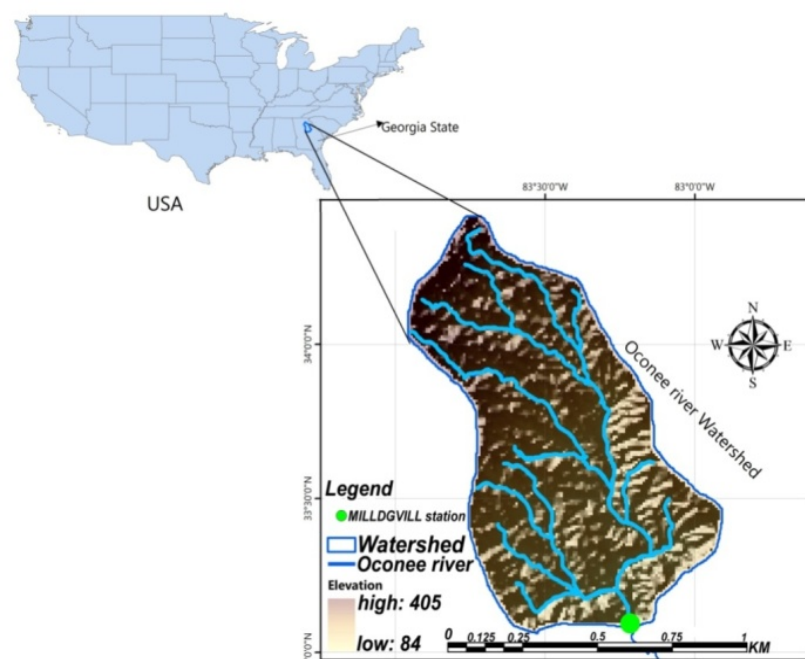 Georgia State
USA
83°30'0"W
83°0'0"W
34°0'0"N
33°30'0"N
N
W
E
S
Oconee river Watershed
Legend
MILLDGVILL station
Watershed
Oconee river
Elevation
high: 405
low: 84
0 0.125 0.25 0.5 0.75 1
KM